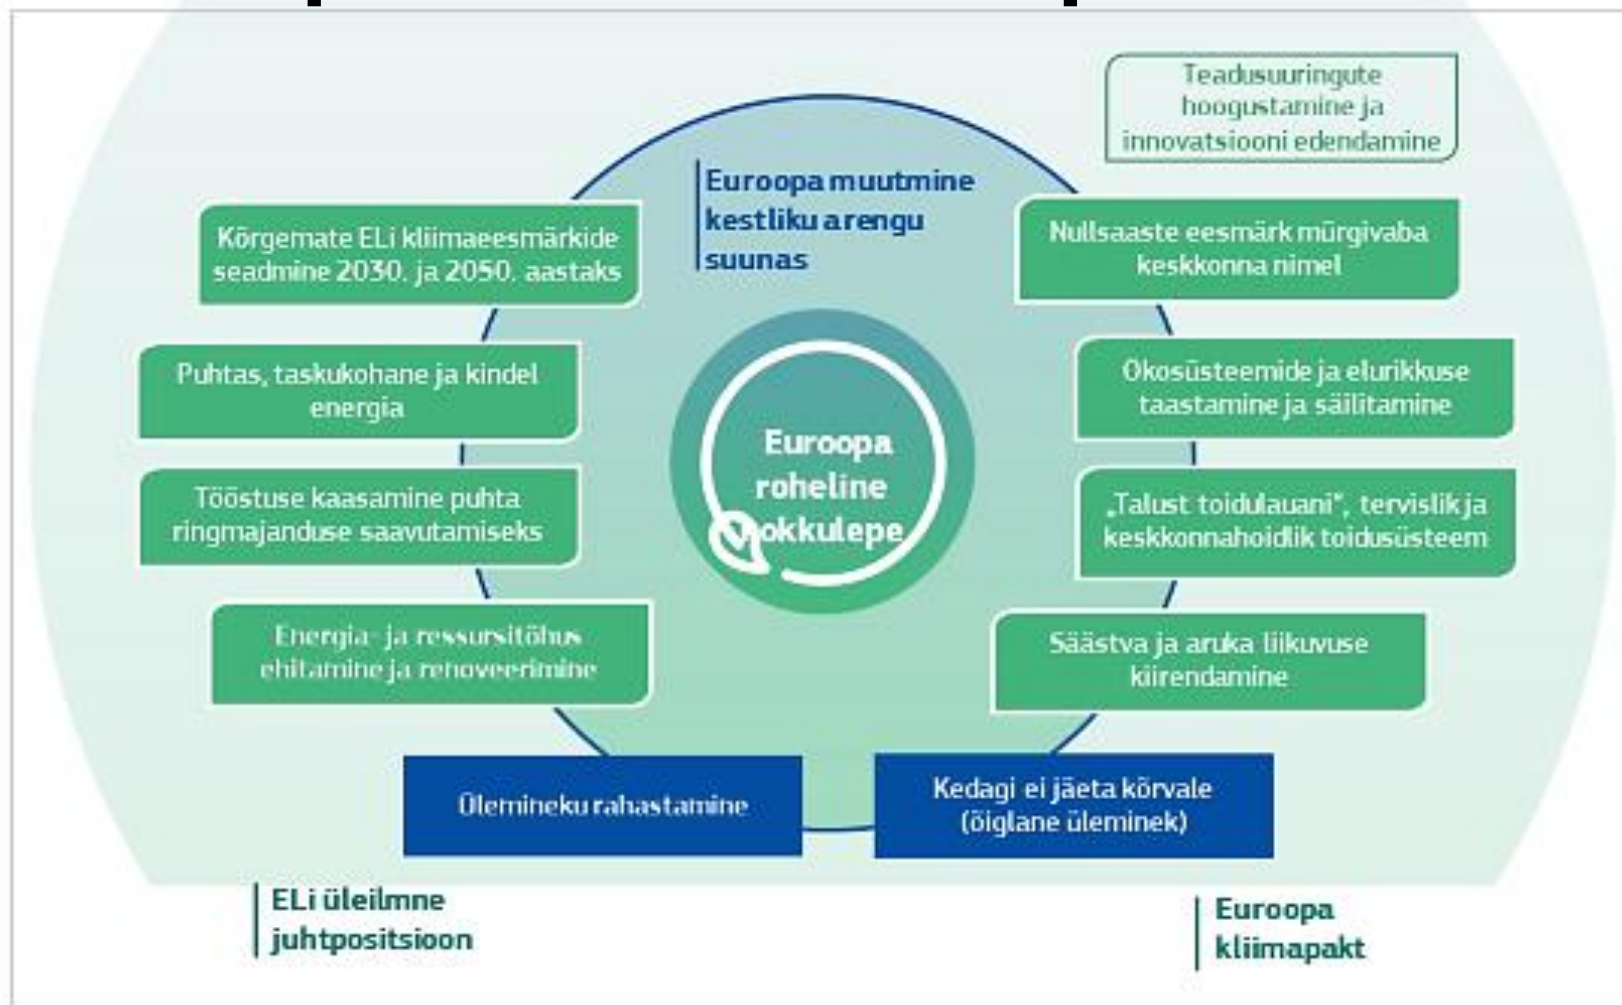 Teadusuuringute
hoogustamine ja
innovatsiooni edendamine
Euroopa muutmine
kestliku arengu
suunas
Kõrgemate ELi kliimaeesmärkide
seadmine 2030. ja 2050. aastaks
Nullsaaste eesmärk mürgivaba
keskkonna nimel
Puhtas, taskukohane ja kindel
energia
Okosüsteemide ja elurikkuse
taastamine ja säilitamine
Euroopa
roheline
okkulepe
Tööstuse kaasamine puhta
ringmajanduse saavutamiseks
„Talust toidulauani“, tervislik ja
keskkonnahoidlik toidusüsteem
Energia- ja ressursitõhus
ehitamine ja renoveerimine
Säästva ja aruka liikuvuse
kiirendamine
Ülemineku rahastamine
Kedagi ei jäeta kõrvale
(õiglane üleminek)
ELi üleilmne
juhtpositsioon
Euroopa
kliimapakt